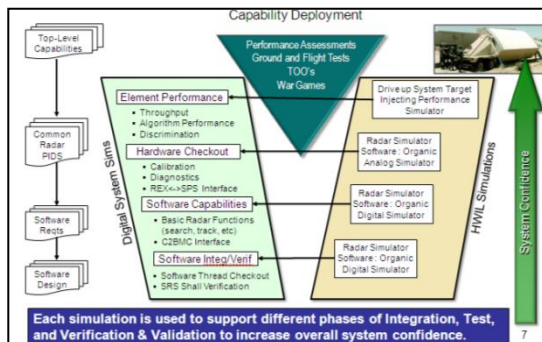 Capability Deployment
Top-Level
Capabilities
Performance Assessments
Ground and Flight Tests
TOO's
War Games
Element Performance
• Throughput
• Algorithm Performance
• Discrimination
Drive up System Target
Injecting Performance
Simulator
Common
Radar
PIDS
Hardware Checkout
• Calibration
• Diagnostics
• REX<->SPS Interface
Radar Simulator
Software : Organic
Analog Simulator
Software
Reqts
Software Capabilities
• Basic Radar Functions
(search, track, etc)
• C2BMC Interface
Radar Simulator
Software : Organic
Digital Simulator
Software
Design
Software Integ/Verif
• Software Thread Checkout
• SRS Shall Verification
Radar Simulator
Software : Organic
Digital Simulator
Digital System Sims
HWIL Simulations
System Confidence
Each simulation is used to support different phases of Integration, Test,
and Verification & Validation to increase overall system confidence.
7